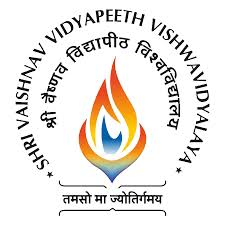 SHRI VAISHNAV VIDYAPEETH VISHWAVIDYALAYA
श्री वैष्णव विद्यापीठ विश्वविद्यालय
तमसो मा ज्योतिर्गमय